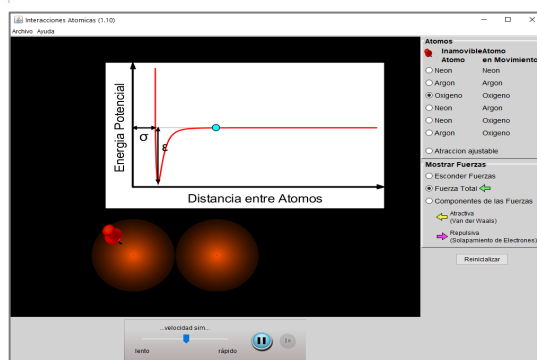 Interacciones Atomicas (1.10)
Archivo Ayuda
Energia Potencial
σ
ε
Distancia entre Atomos
Atomos
Inamovible Atomo
Atomo en Movimiento
Neon Neon
Argon Argon
Oxigeno Oxigeno
Neon Argon
Neon Oxigeno
Argon Oxigeno
Atraccion ajustable
Mostrar Fuerzas
Esconder Fuerzas
Fuerza Total
Componentes de las Fuerzas
Atractiva
(Van der Waals)
Repulsiva
(Solapamiento de Electrones)
Reinicializar
...velocidad sim...
lento rápido